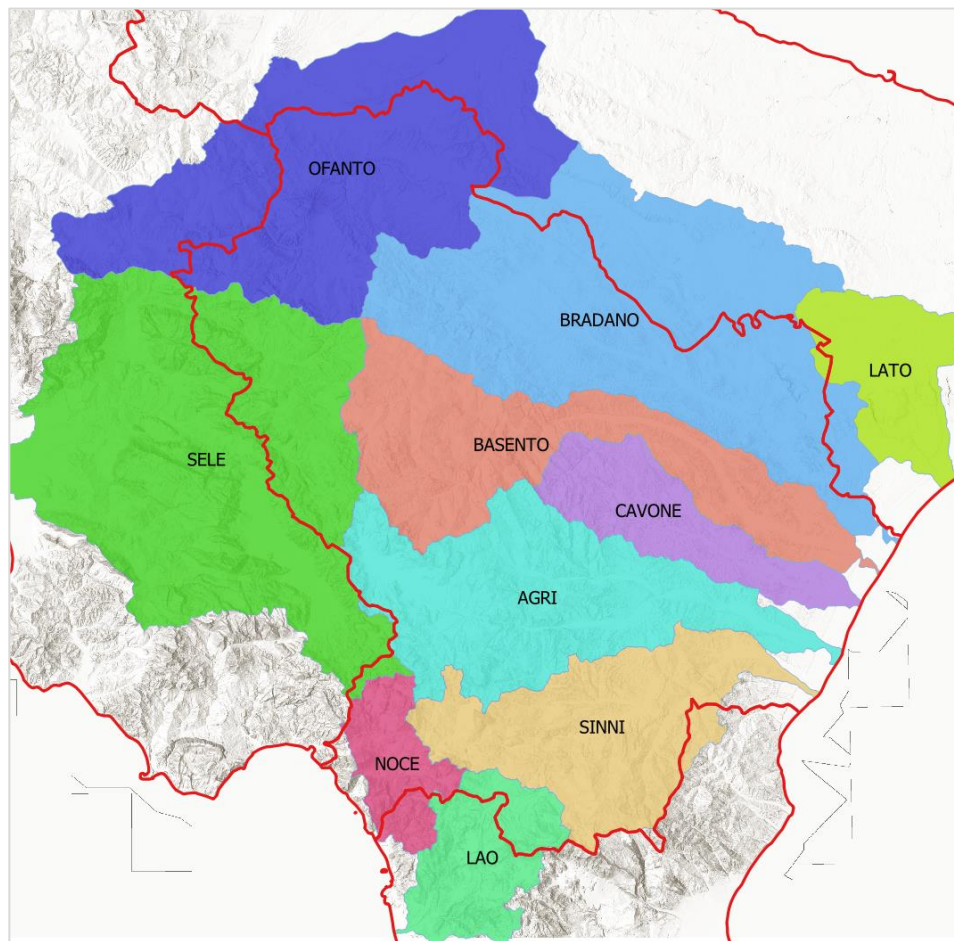 OFANTO
BRADANO
LATO
BASENTO
SELE
CAVONE
AGRI
SINNI
NOCE
LAO